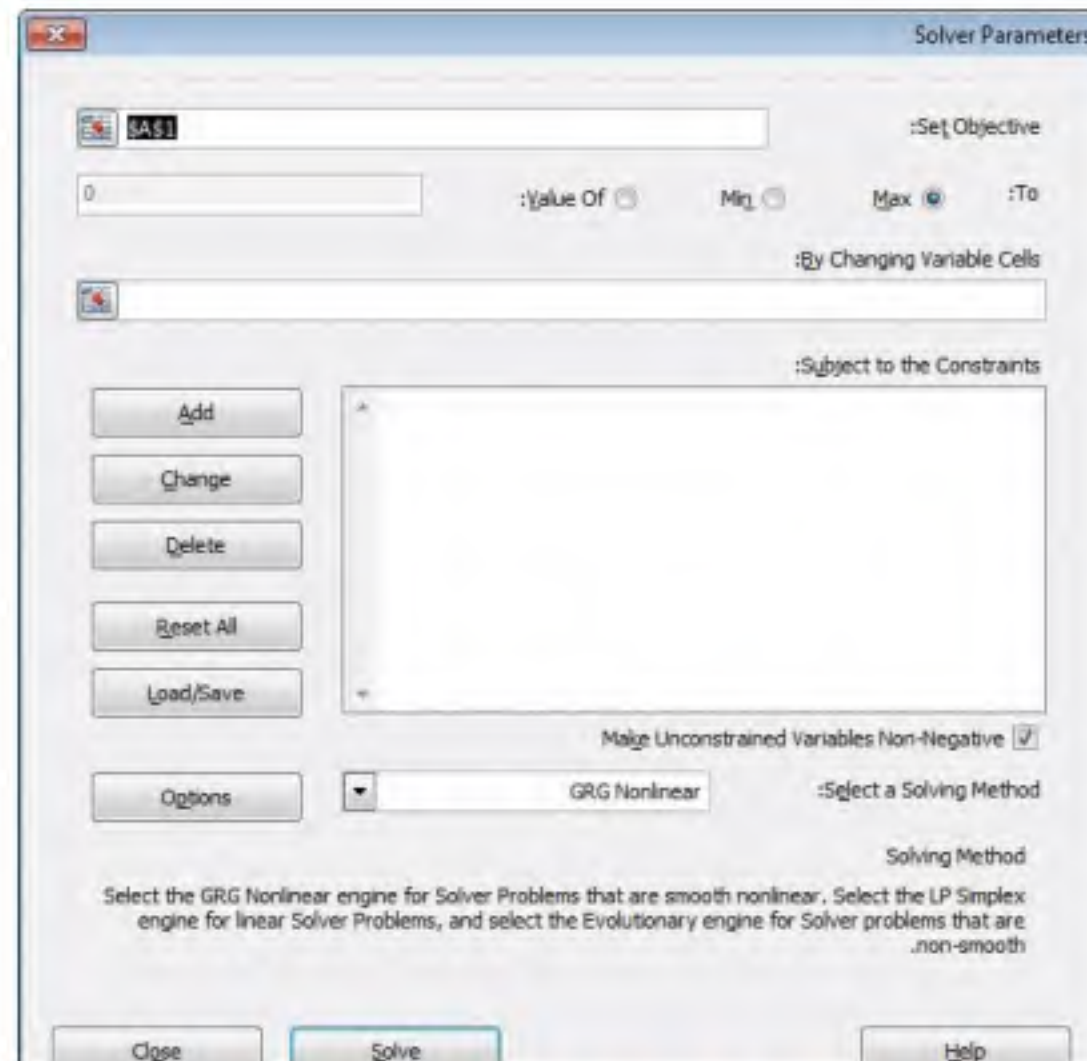 Solver Parameters
$A$1 :Set Objective
0 :Value Of Min Max :To
:By Changing Variable Cells
:Subject to the Constraints
Add
Change
Delete
Reset All
Load/Save
Make Unconstrained Variables Non-Negative
Options GRG Nonlinear :Select a Solving Method
Solving Method
Select the GRG Nonlinear engine for Solver Problems that are smooth nonlinear. Select the LP Simplex
engine for linear Solver Problems, and select the Evolutionary engine for Solver problems that are
.non-smooth
Close Solve Help